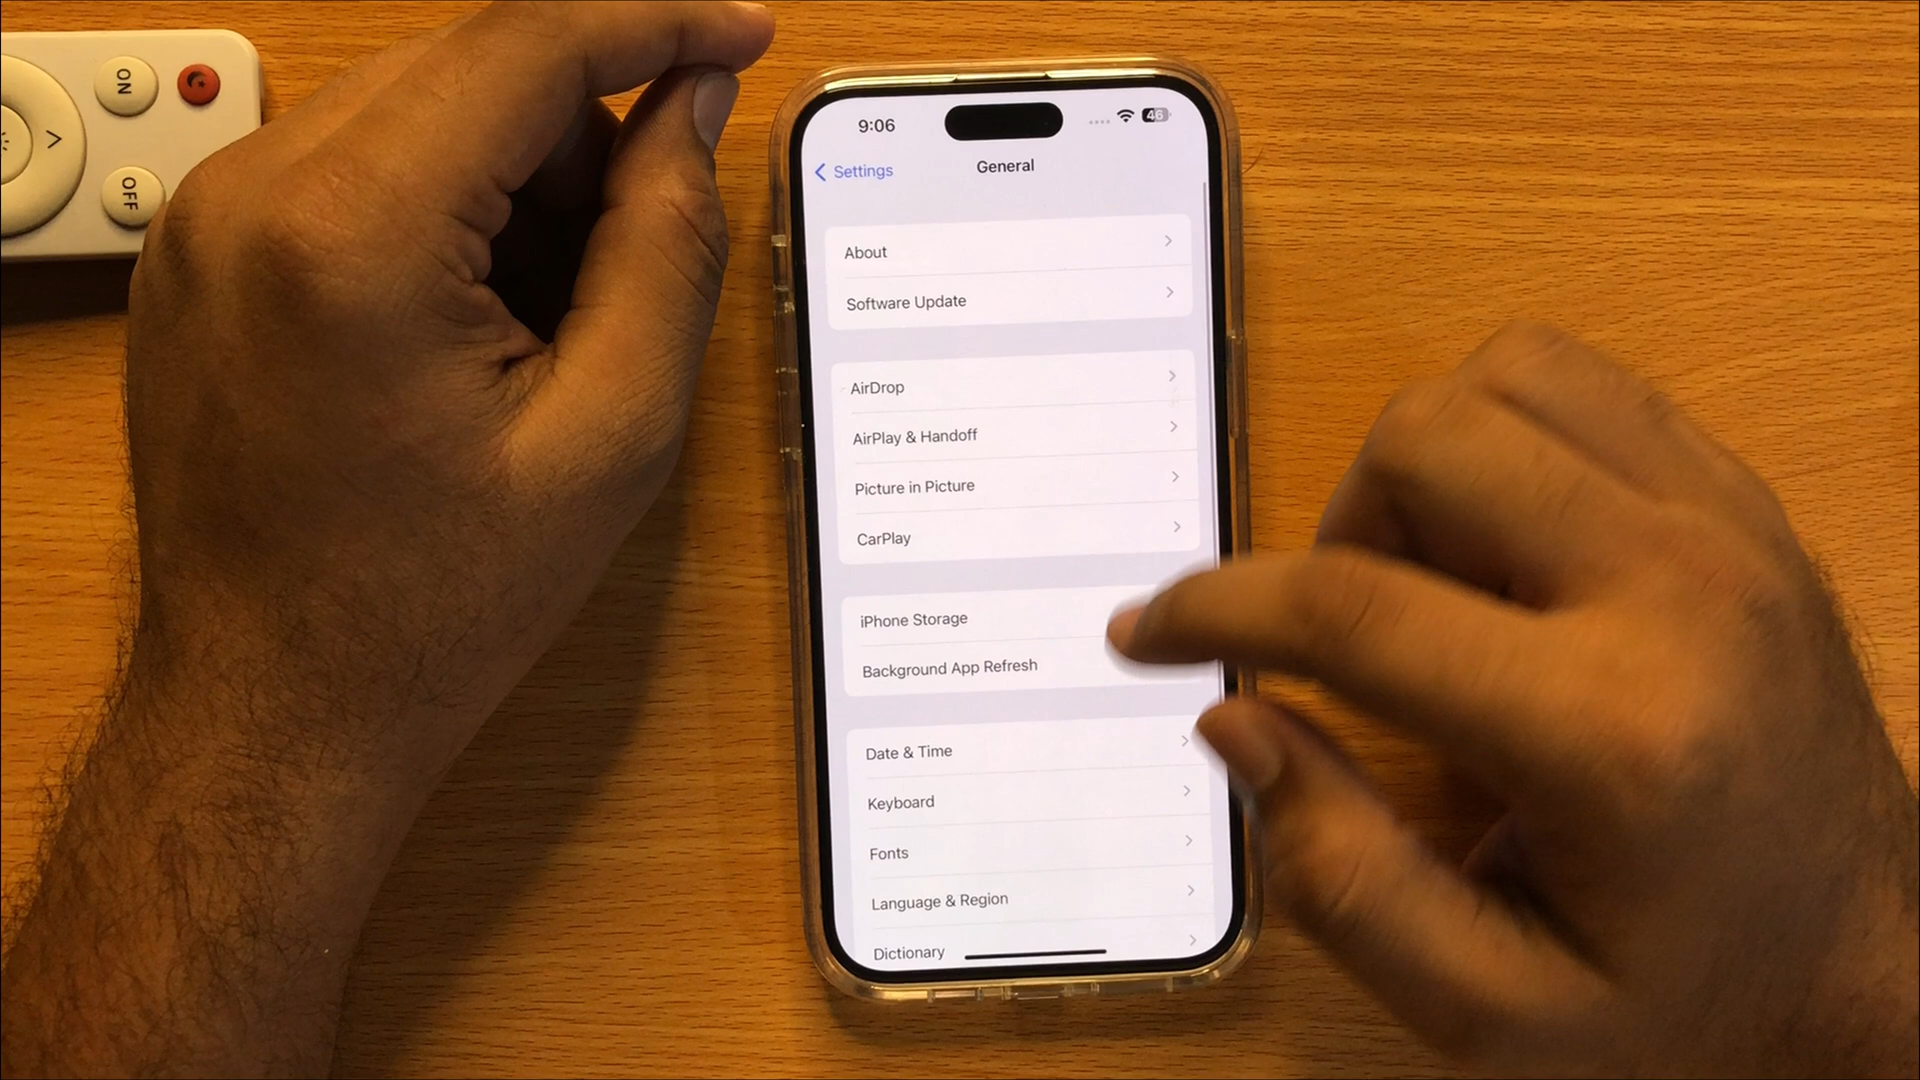 ON
OFF
9:06
46
Settings
General
About
Software Update
AirDrop
AirPlay & Handoff
Picture in Picture
CarPlay
iPhone Storage
Background App Refresh
Date & Time
Keyboard
Fonts
Language & Region
Dictionary